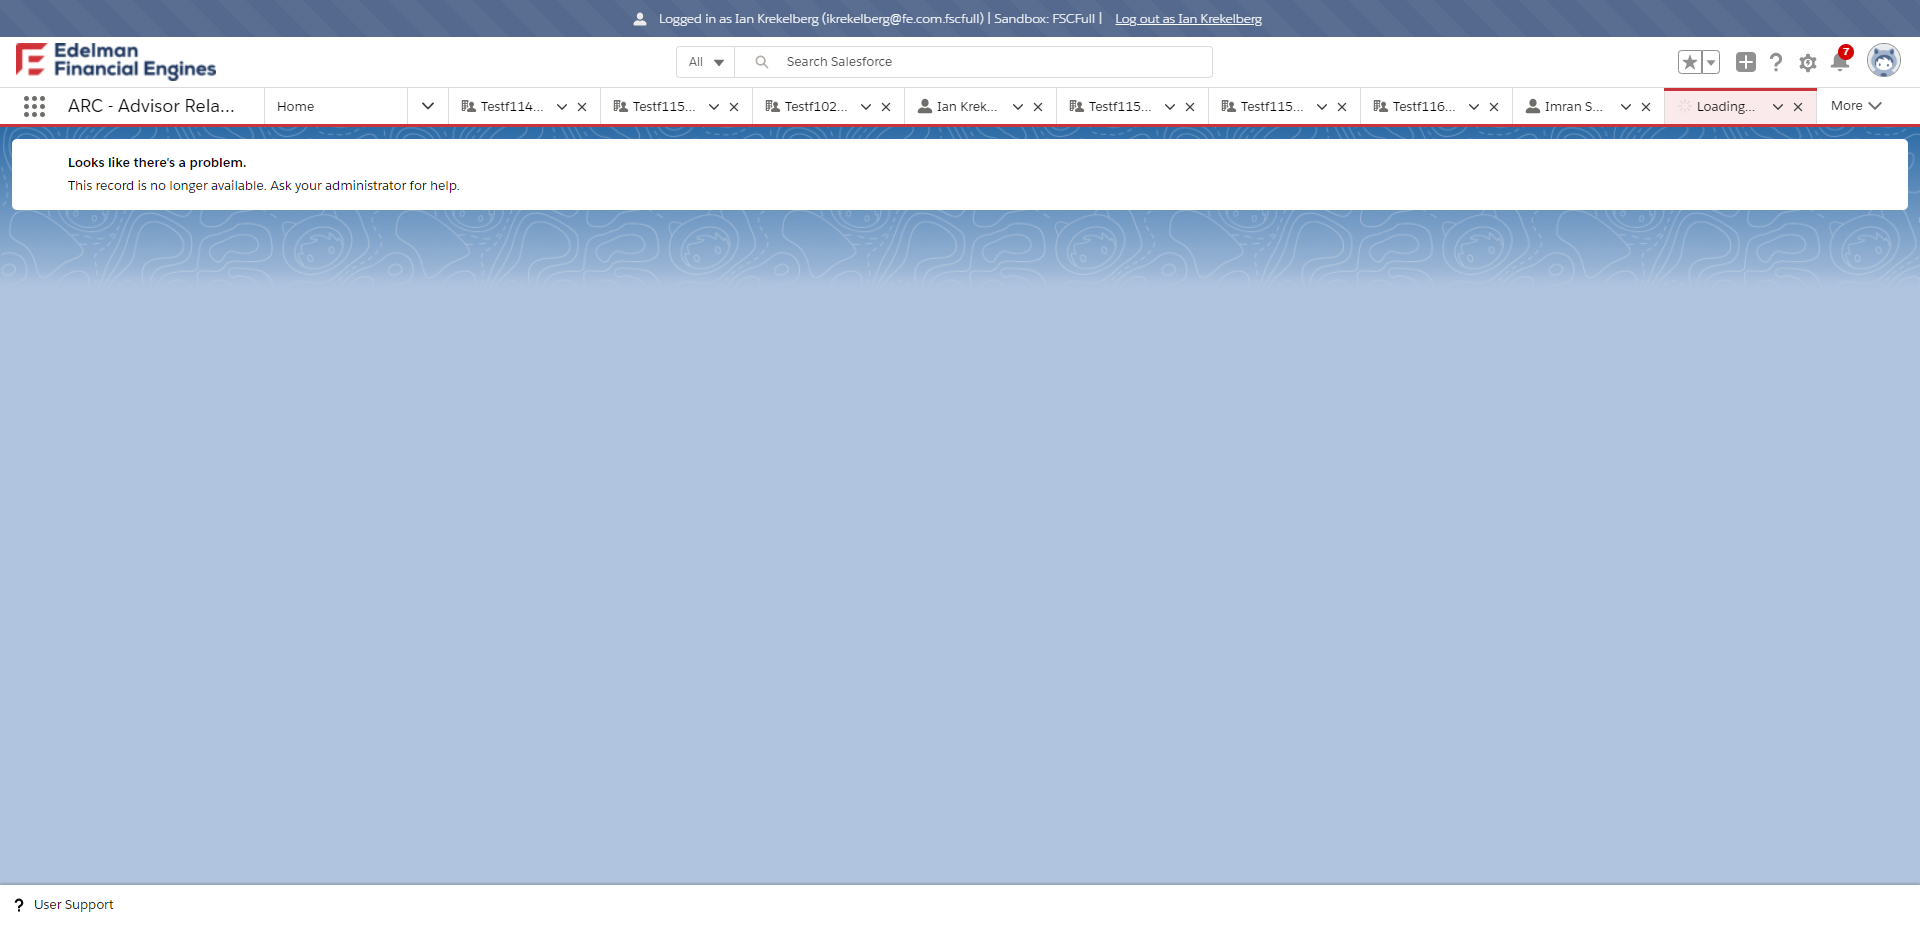 Logged in as Ian Krekelberg (ikrekelberg@fe.com.fscfull) | Sandbox: FSCFull | Log out as Ian Krekelberg
Edelman
Financial Engines
All
Search Salesforce
7
ARC - Advisor Rela...
Home
Testf114...
Testf115...
Testf102...
Ian Krek...
Testf115...
Testf115...
Testf116...
Imran S...
Loading...
More
Looks like there's a problem.
This record is no longer available. Ask your administrator for help.
? User Support